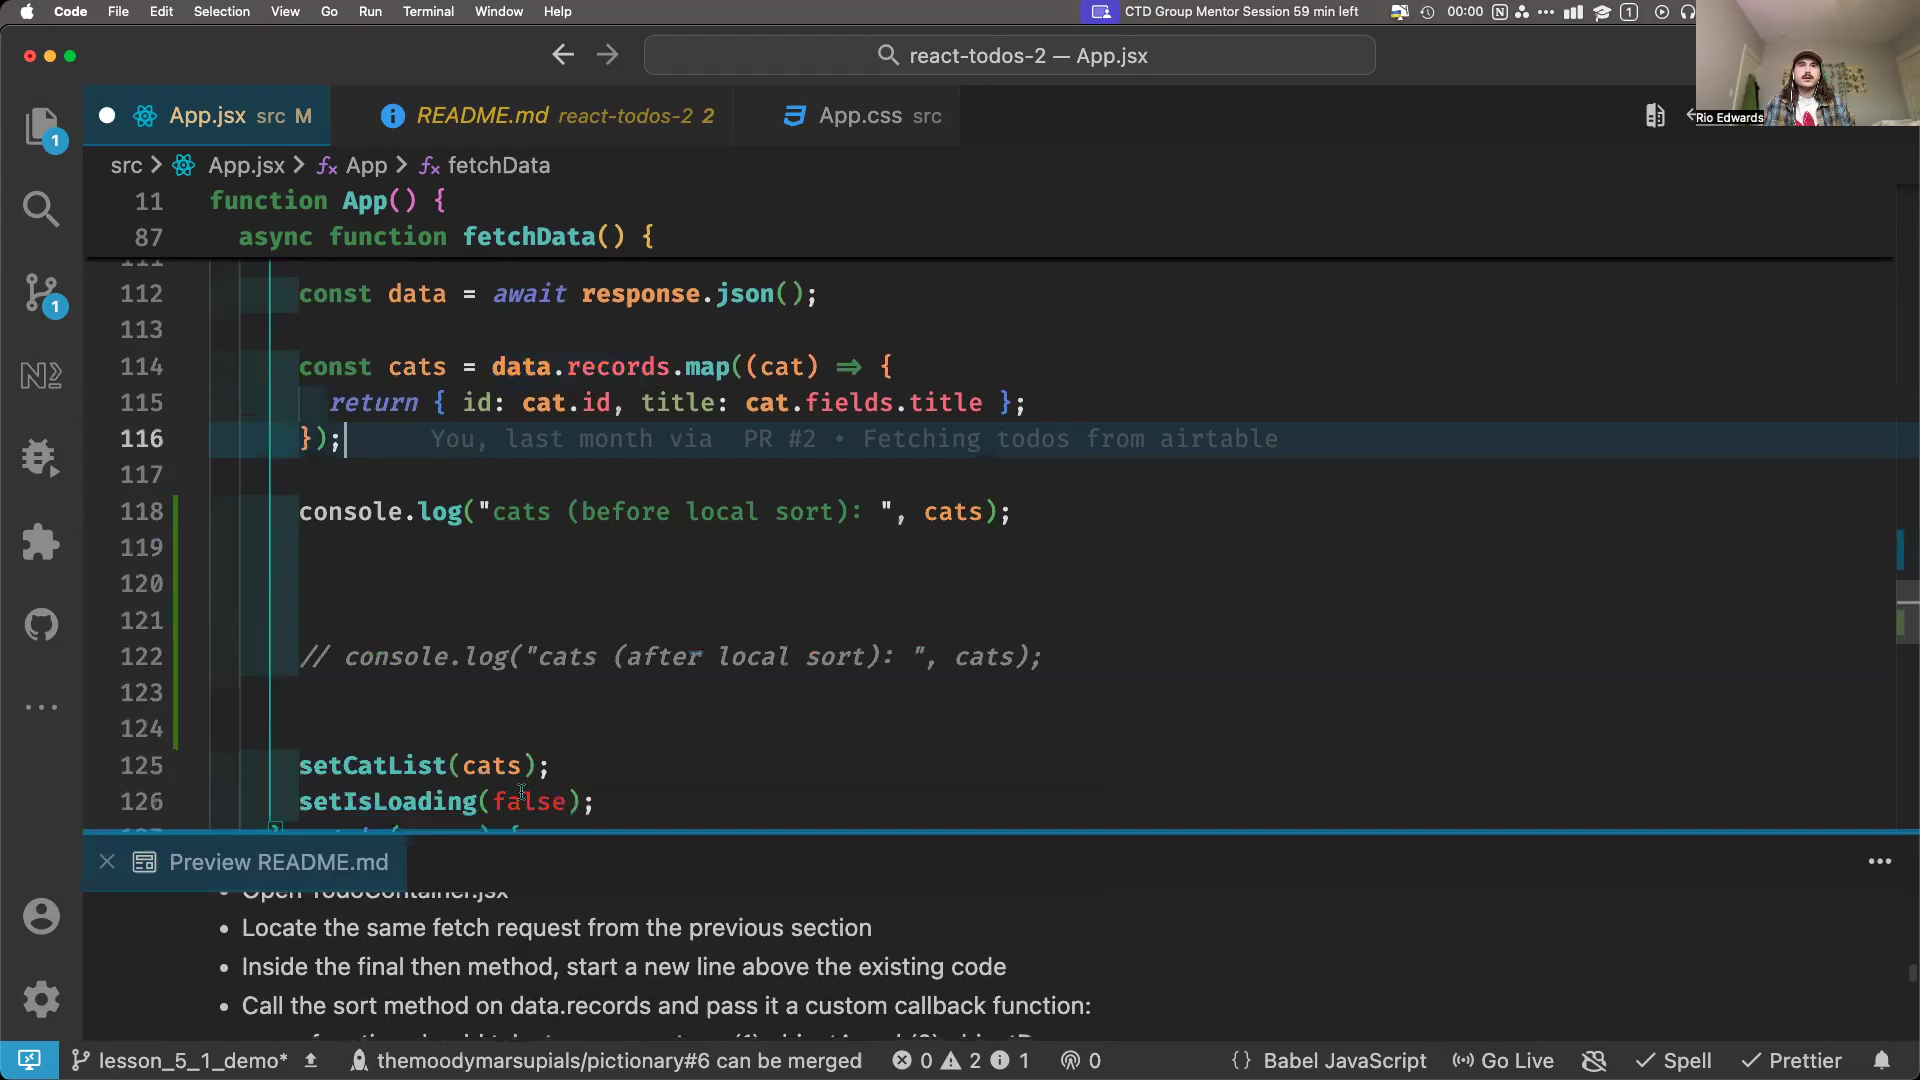 Code File Edit Selection View Go Run Terminal Window Help
CTD Group Mentor Session 59 min left
00:00
1
react-todos-2 — App.jsx
App.jsx src M
README.md react-todos-2 2
App.css src
Rio Edwards
src > App.jsx > App > fetchData
11 function App() {
87 async function fetchData() {
111
112 const data = await response.json();
113
114 const cats = data.records.map((cat) => {
115 return { id: cat.id, title: cat.fields.title };
116 }); You, last month via PR #2 • Fetching todos from airtable
117
118 console.log("cats (before local sort): ", cats);
119
120
121
122 // console.log("cats (after local sort): ", cats);
123
124
125 setCatList(cats);
126 setIsLoading(false);
1
1
Preview README.md
• Open TodoContainer.jsx
• Locate the same fetch request from the previous section
• Inside the final then method, start a new line above the existing code
• Call the sort method on data.records and pass it a custom callback function:
lesson_5_1_demo* themoodymarsupials/pictionary#6 can be merged 0 2 1 0 {} Babel JavaScript Go Live Spell Prettier